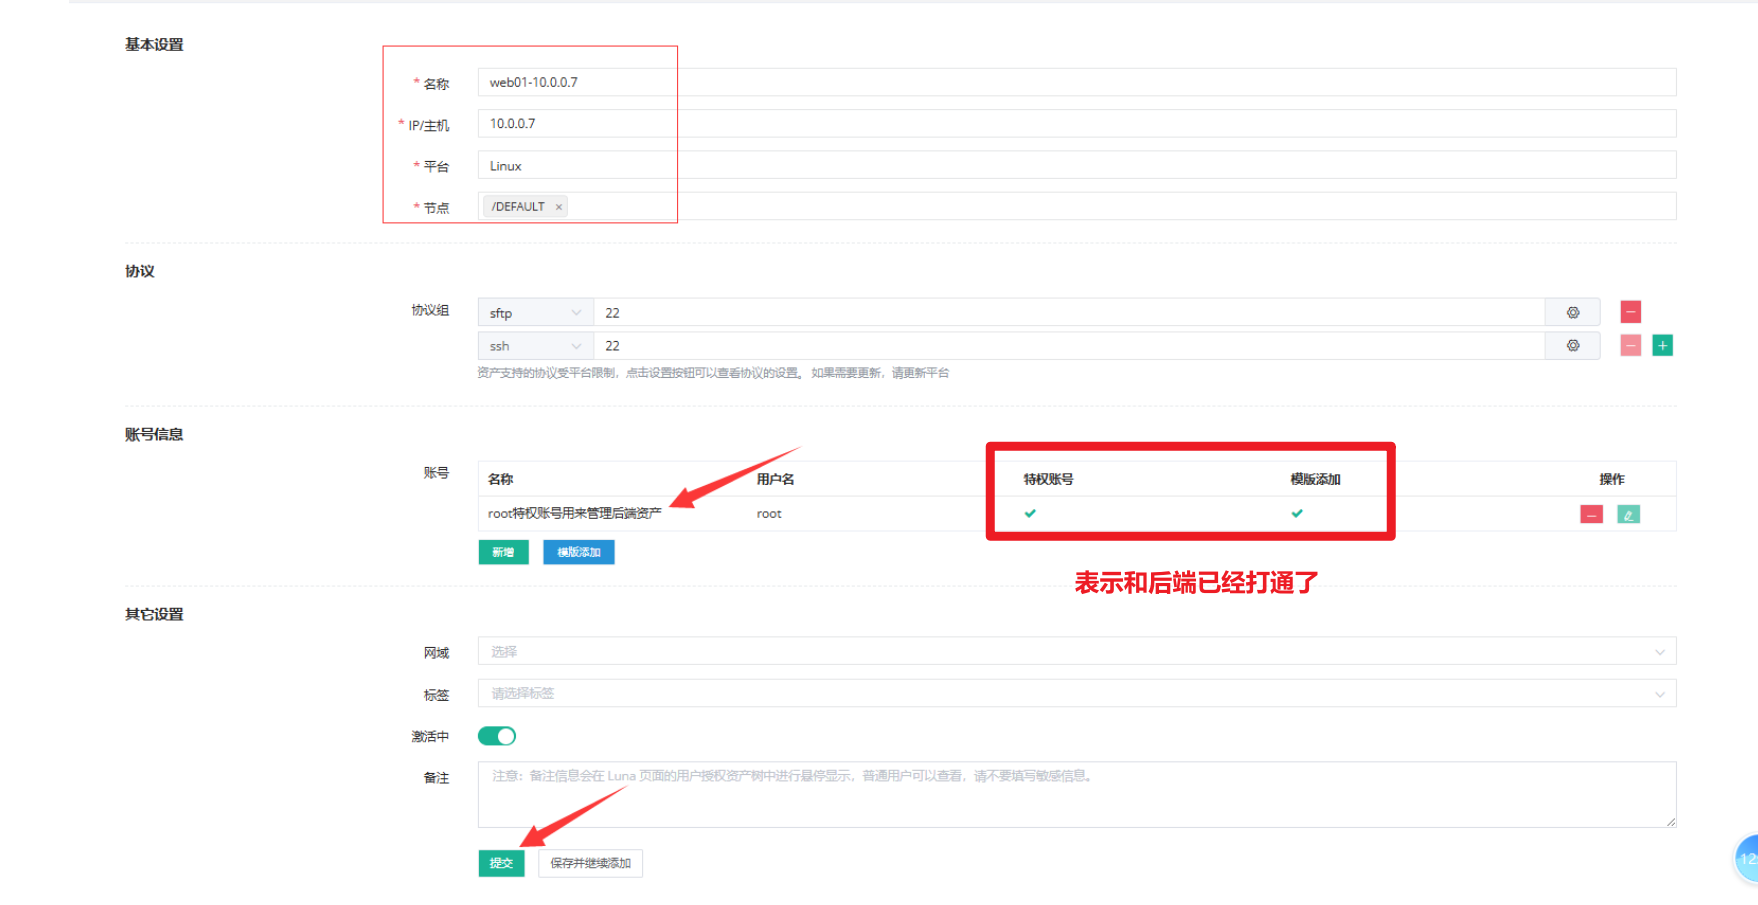 基本设置
* 名称 web01-10.0.0.7
* IP/主机 10.0.0.7
* 平台 Linux
* 节点 /DEFAULT ×
协议
协议组 sftp 22
ssh 22
资产支持的协议受平台限制，点击设置按钮可以查看协议的设置。 如果需要更新，请更新平台
账号信息
账号 名称 用户名 特权账号 模版添加 操作
root特权账号用来管理后端资产 root
新增 模版添加
表示和后端已经打通了
其它设置
网域 选择
标签 请选择标签
激活中
备注 注意：备注信息会在 Luna 页面的用户授权资产树中进行悬停显示，普通用户可以查看，请不要填写敏感信息。
提交 保存并继续添加